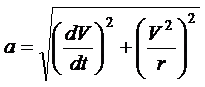 a = √((dV/dt)² + (V²/r)²)